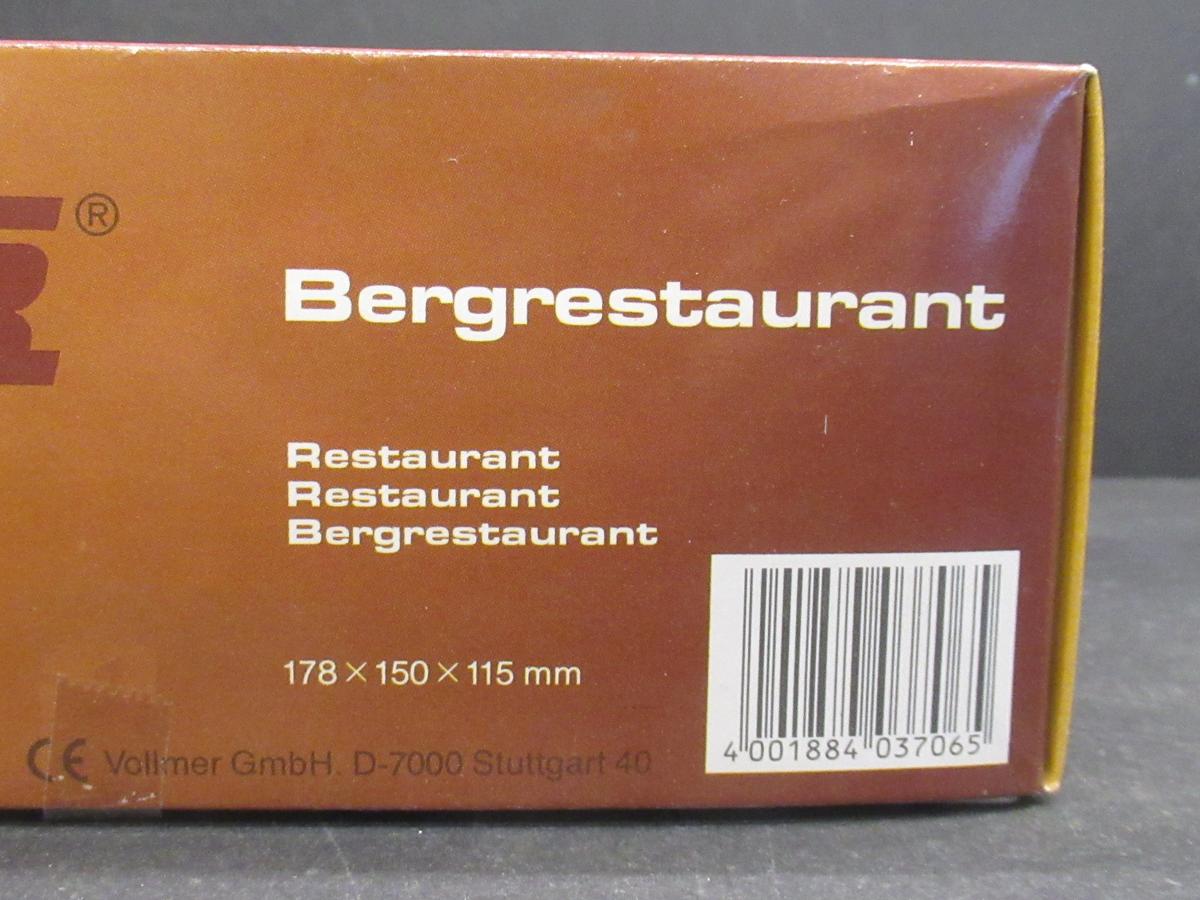 R®
Bergrestaurant
Restaurant
Restaurant
Bergrestaurant
178 × 150 × 115 mm
CE Vollmer GmbH. D-7000 Stuttgart 40
4 001884 037065